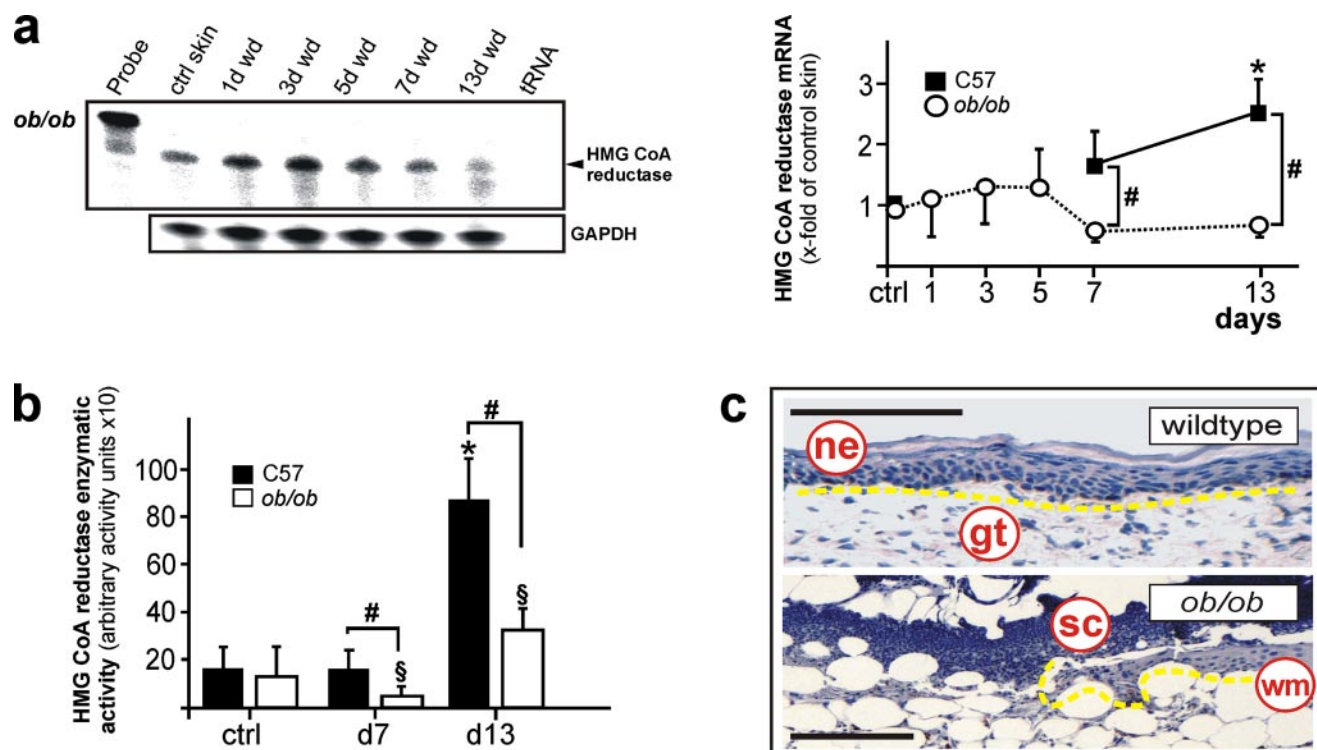 a
Probe
ctrl skin
1d wd
3d wd
5d wd
7d wd
13d wd
tRNA
ob/ob
HMG CoA
reductase
GAPDH
HMG CoA reductase mRNA
(x-fold of control skin)
3
2
1
C57
ob/ob
*
#
#
ctrl 1 3 5 7 13
days
b
HMG CoA reductase enzymatic
activity (arbitrary activity units x10)
100
80
60
40
20
C57
ob/ob
#
§
*
#
§
ctrl d7 d13
c
wildtype
ne
gt
ob/ob
sc
wm